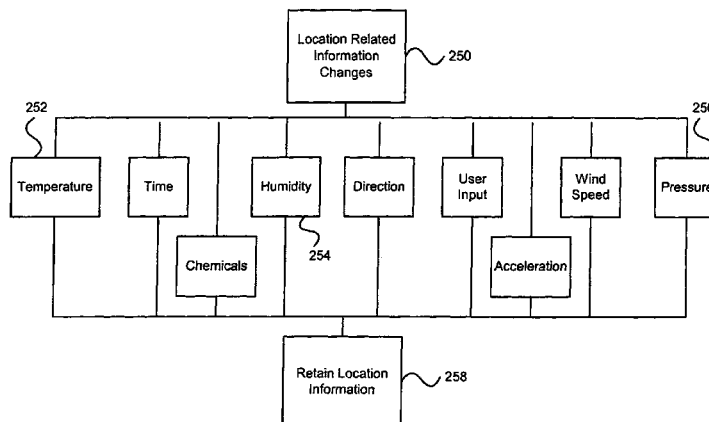 Location Related
Information
Changes
250
252
Temperature
Time
Humidity
Direction
User
Input
Wind
Speed
Pressure
254
Chemicals
Acceleration
Retain Location
Information
258